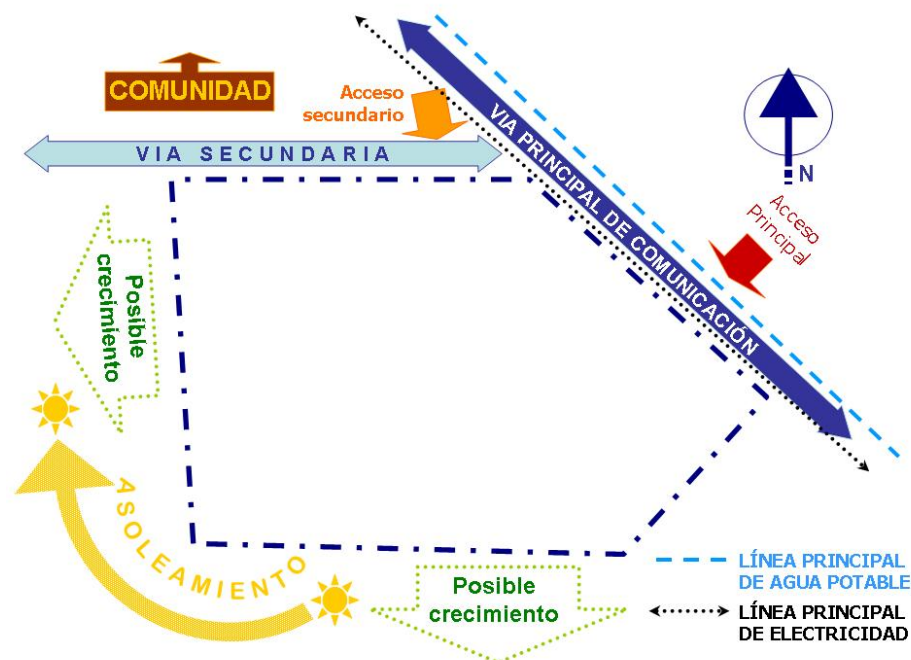 COMUNIDAD
Acceso
secundario
VIA SECUNDARIA
VIA PRINCIPAL DE COMUNICACIÓN
N
Acceso
Principal
Posible
crecimiento
ASOLEAMIENTO
Posible
crecimiento
LÍNEA PRINCIPAL
DE AGUA POTABLE
LÍNEA PRINCIPAL
DE ELECTRICIDAD